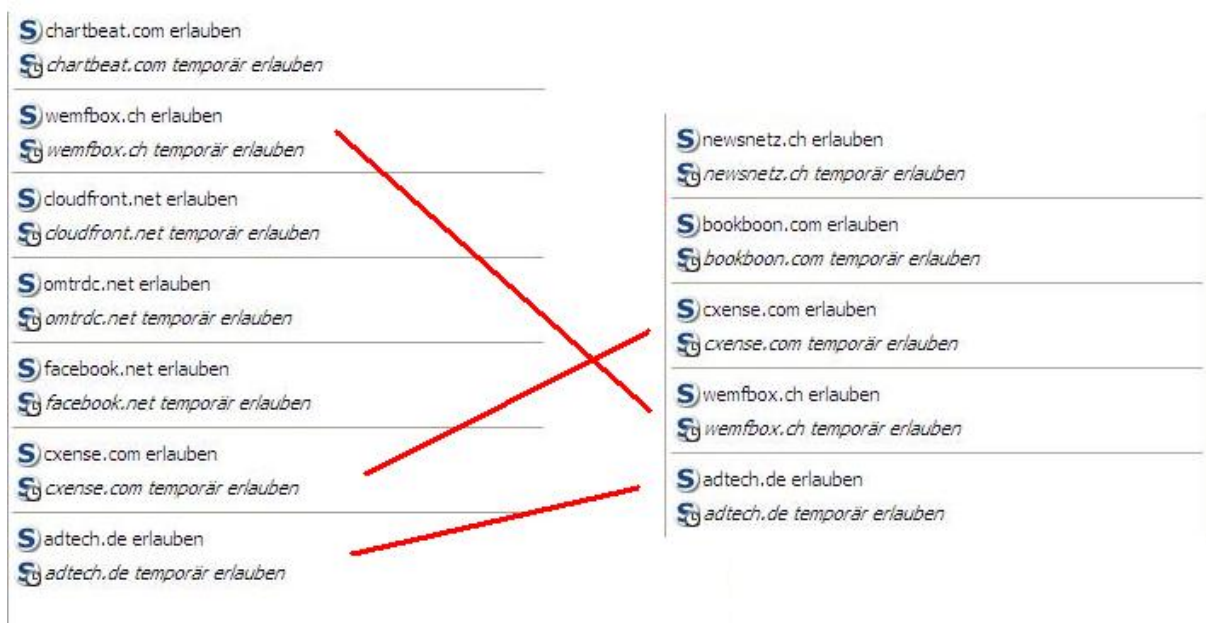 chartbeat.com erlauben
chartbeat.com temporär erlauben
wemfbox.ch erlauben
wemfbox.ch temporär erlauben
cloudfront.net erlauben
cloudfront.net temporär erlauben
omtrdc.net erlauben
omtrdc.net temporär erlauben
facebook.net erlauben
facebook.net temporär erlauben
cxense.com erlauben
cxense.com temporär erlauben
adtech.de erlauben
adtech.de temporär erlauben
newsnetz.ch erlauben
newsnetz.ch temporär erlauben
bookboon.com erlauben
bookboon.com temporär erlauben
cxense.com erlauben
cxense.com temporär erlauben
wemfbox.ch erlauben
wemfbox.ch temporär erlauben
adtech.de erlauben
adtech.de temporär erlauben